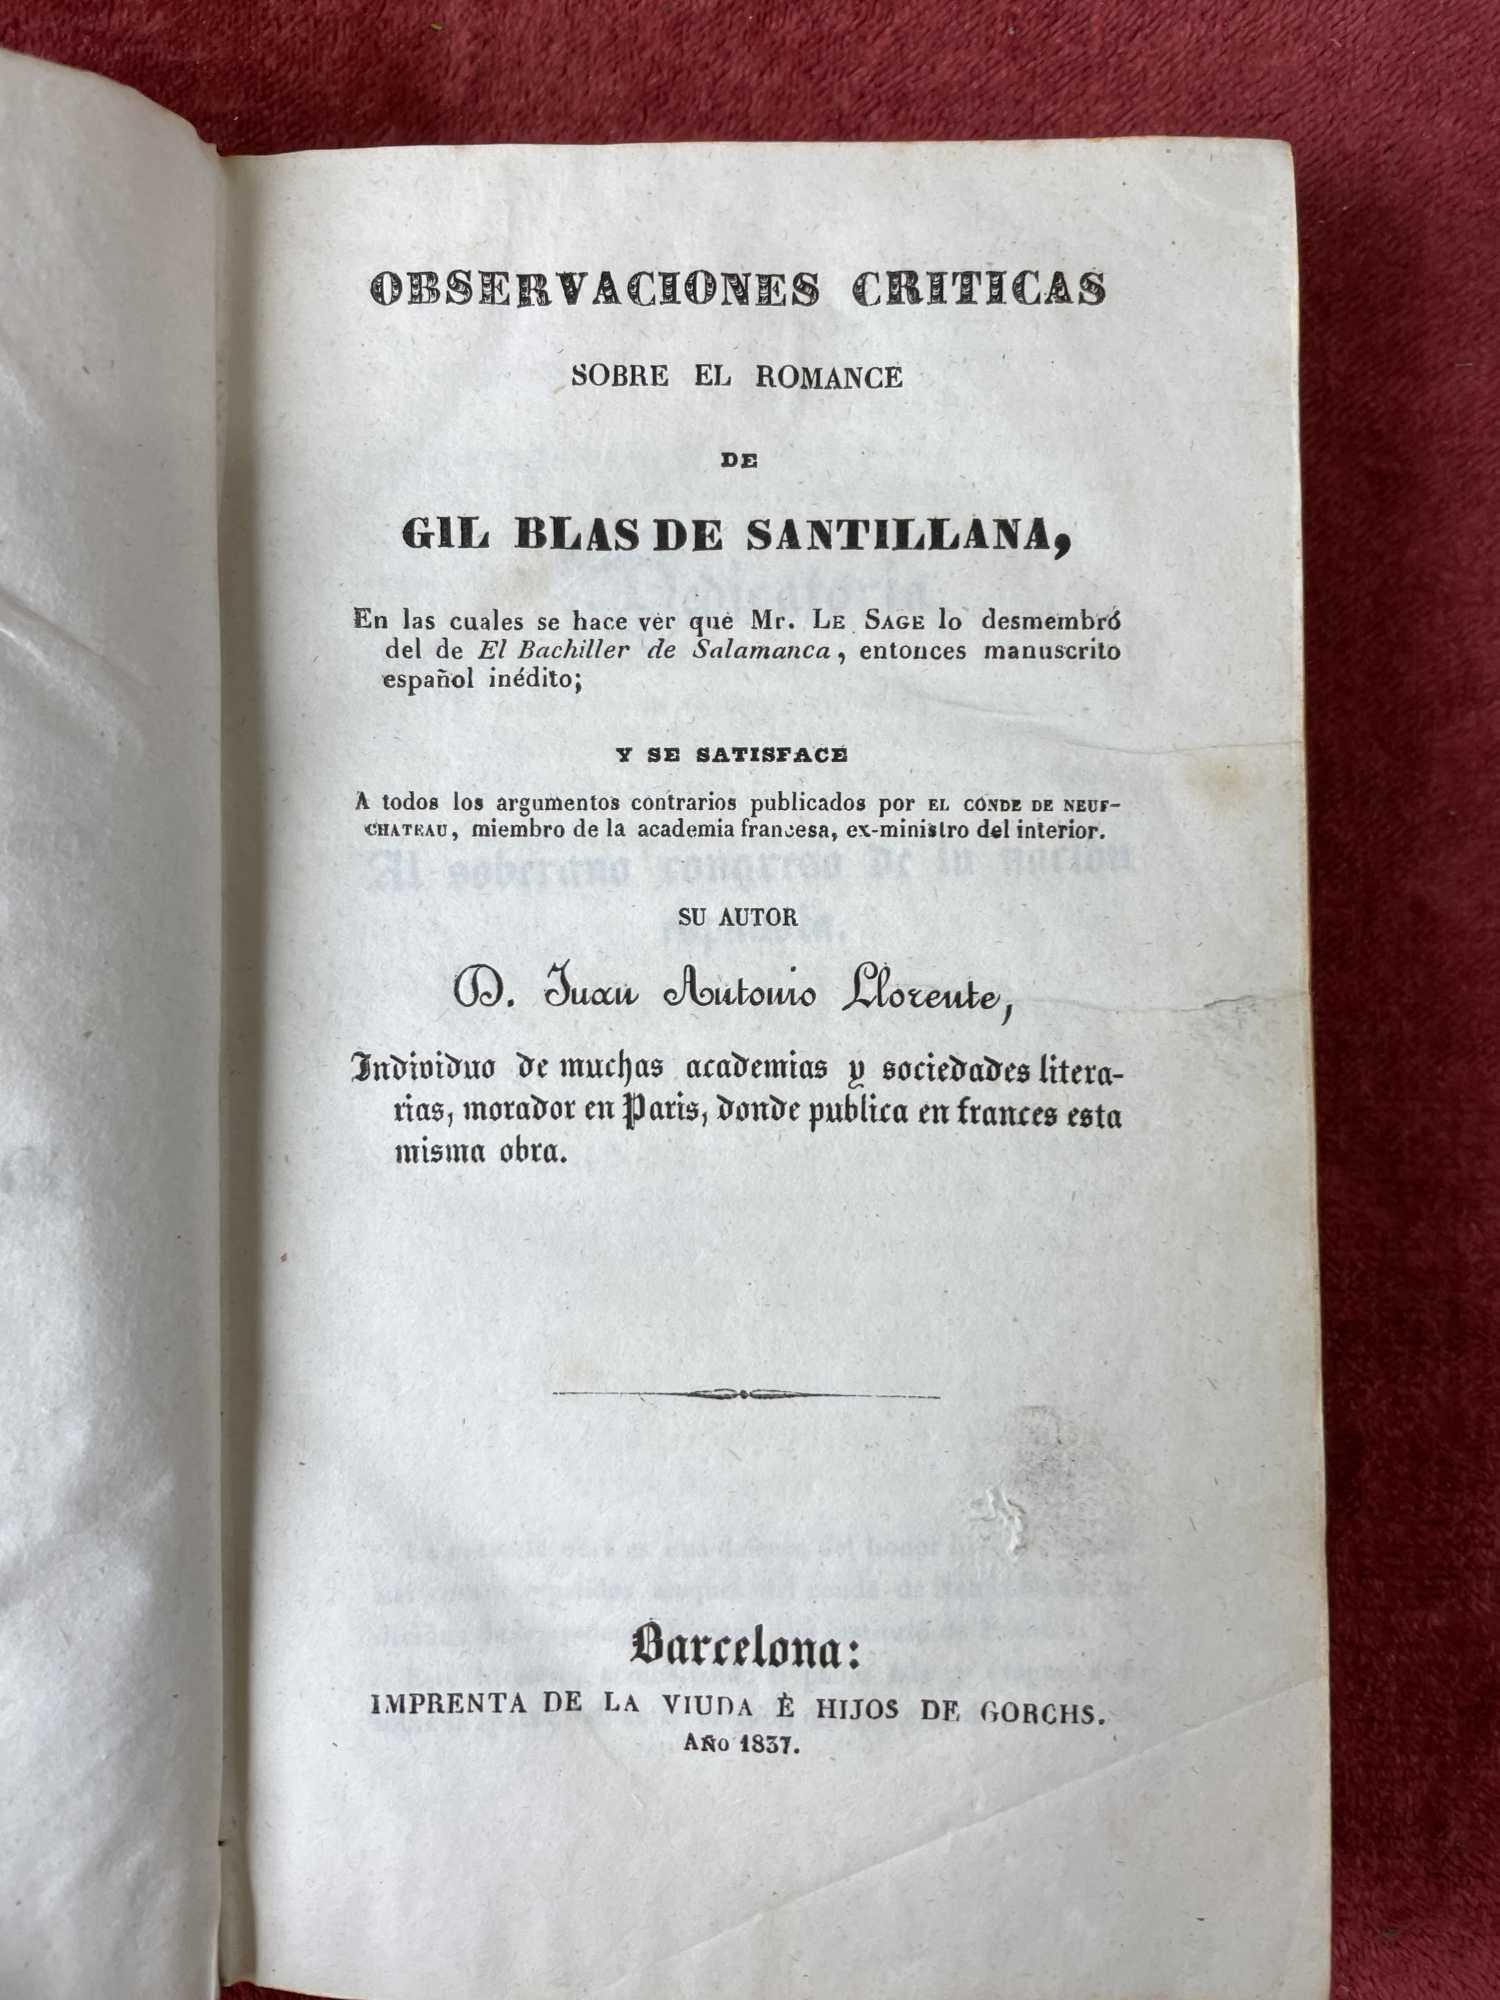 OBSERVACIONES CRITICAS
SOBRE EL ROMANCE
DE
GIL BLAS DE SANTILLANA,
En las cuales se hace ver que Mr. LE SAGE lo desmembró
del de El Bachiller de Salamanca, entonces manuscrito
español inédito;
Y SE SATISFACE
A todos los argumentos contrarios publicados por EL CONDE DE NEUF-
CHATEAU, miembro de la academia francesa, ex-ministro del interior.
SU AUTOR
D. Juan Antonio Llorente,
Individuo de muchas academias y sociedades litera-
rias, morador en Paris, donde publica en frances esta
misma obra.
Barcelona:
IMPRENTA DE LA VIUDA É HIJOS DE GORCHS.
AÑO 1837.